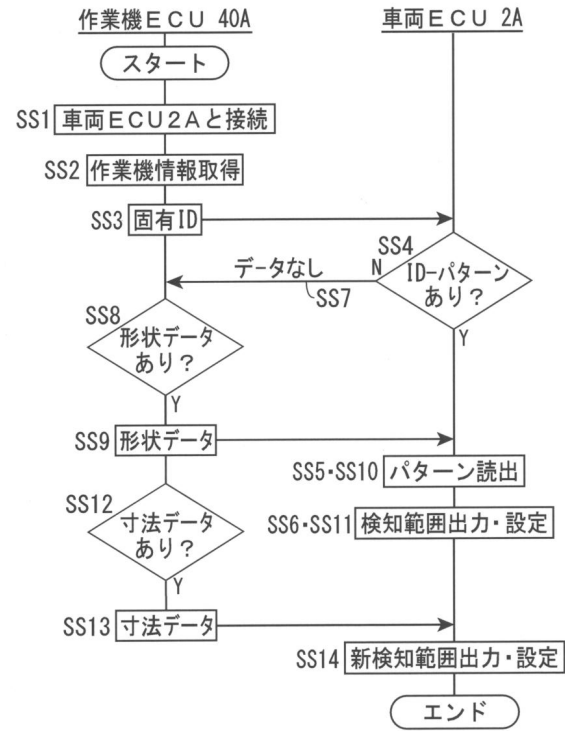 作業機ECU 40A
車両ECU 2A
スタート
SS1 車両ECU2Aと接続
SS2 作業機情報取得
SS3 固有ID
SS4
ID-パターン
あり？
N
Y
データなし
SS7
SS8
形状データ
あり？
Y
SS9 形状データ
SS5・SS10 パターン読出
SS12
寸法データ
あり？
Y
SS6・SS11 検知範囲出力・設定
SS13 寸法データ
SS14 新検知範囲出力・設定
エンド